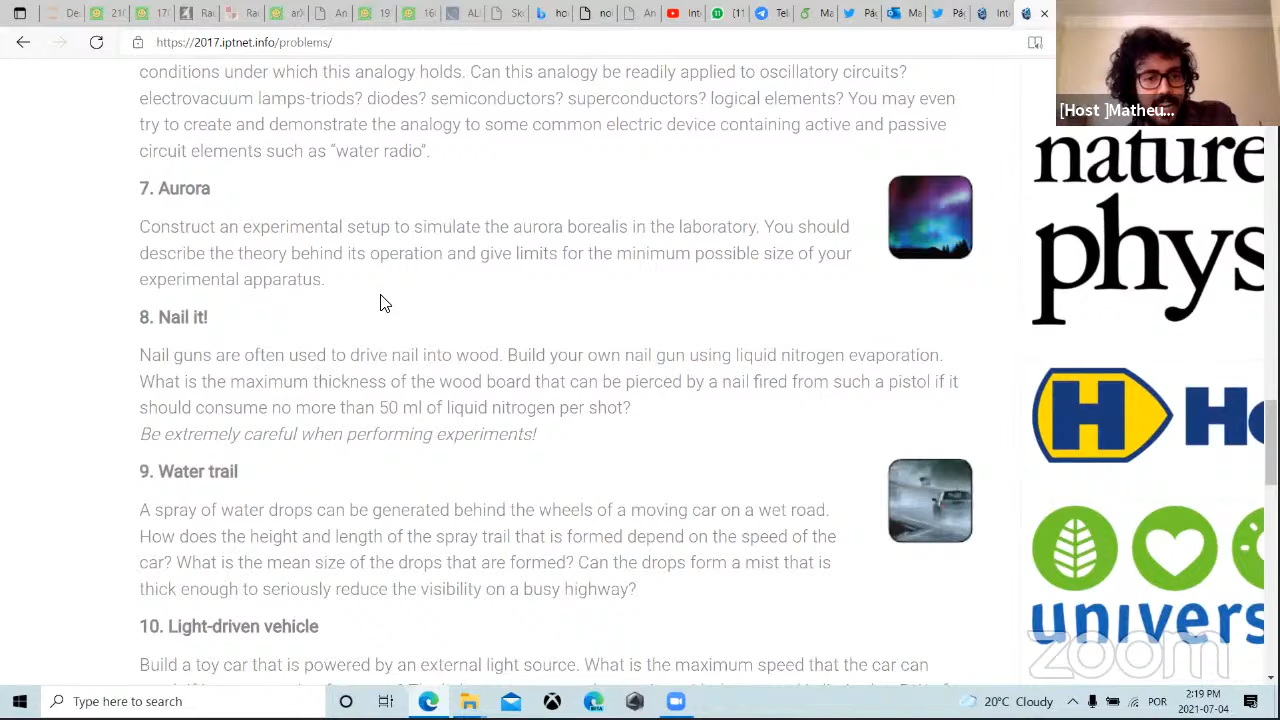 https://2017.iptnet.info/problems/
[Host ]Matheu...
conditions under which this analogy holds. Can this analogy be readily applied to oscillatory circuits?
electrovacuum lamps-triods? diodes? semiconductors? superconductors? logical elements? You may even
try to create and demonstrate an analogy to some common electric device containing active and passive
circuit elements such as “water radio”.
7. Aurora
Construct an experimental setup to simulate the aurora borealis in the laboratory. You should
describe the theory behind its operation and give limits for the minimum possible size of your
experimental apparatus.
8. Nail it!
Nail guns are often used to drive nail into wood. Build your own nail gun using liquid nitrogen evaporation.
What is the maximum thickness of the wood board that can be pierced by a nail fired from such a pistol if it
should consume no more than 50 ml of liquid nitrogen per shot?
Be extremely careful when performing experiments!
9. Water trail
A spray of water drops can be generated behind the wheels of a moving car on a wet road.
How does the height and length of the spray trail that is formed depend on the speed of the
car? What is the mean size of the drops that are formed? Can the drops form a mist that is
thick enough to seriously reduce the visibility on a busy highway?
10. Light-driven vehicle
Build a toy car that is powered by an external light source. What is the maximum speed that the car can
nature
phys
H
univers
zoom
Type here to search
20°C Cloudy
POR
2:19 PM
2021-07-04